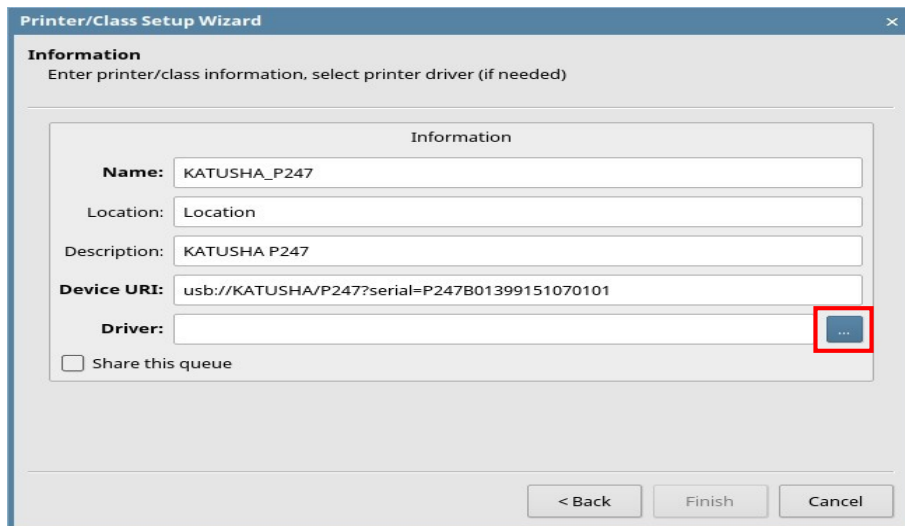 Printer/Class Setup Wizard
Information
Enter printer/class information, select printer driver (if needed)
Information
Name: KATUSHA_P247
Location: Location
Description: KATUSHA P247
Device URI: usb://KATUSHA/P247?serial=P247B01399151070101
Driver: ...
Share this queue
< Back Finish Cancel